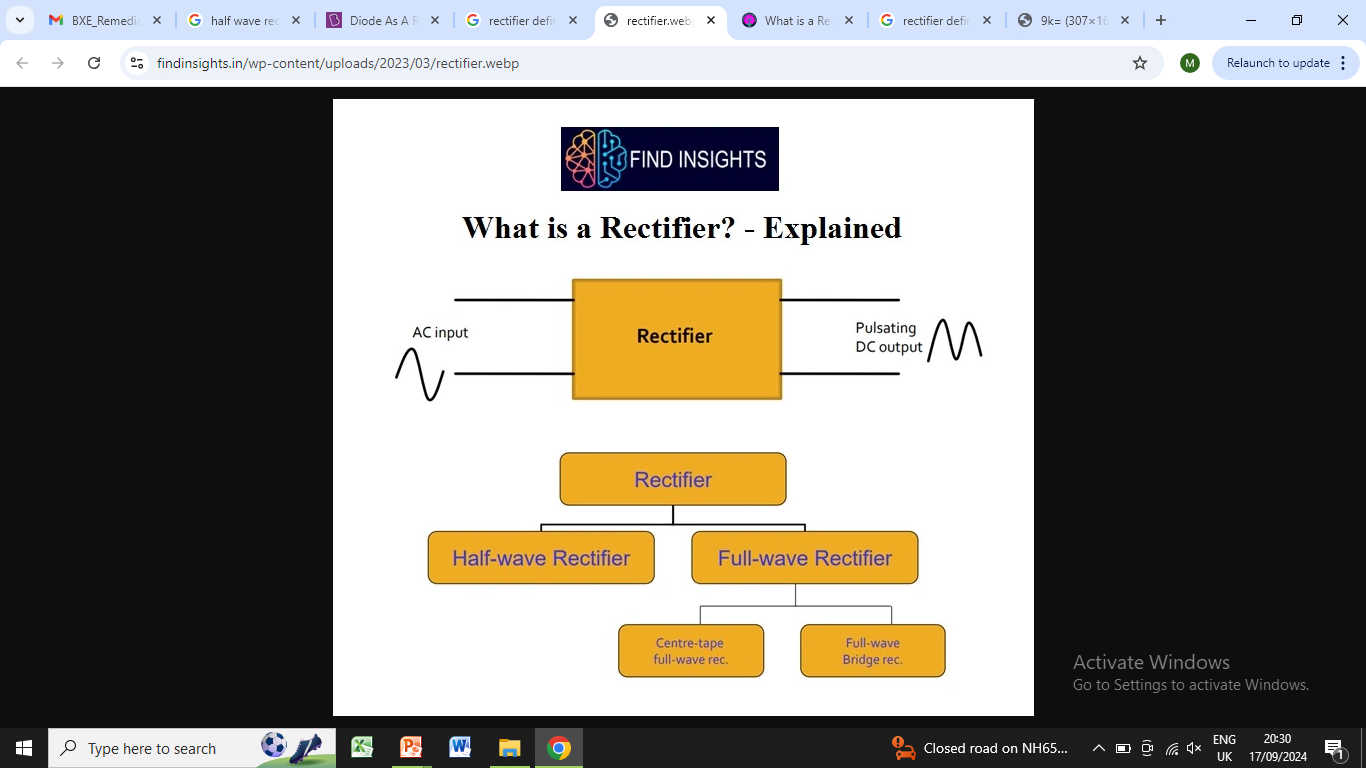 BXE_Remedi
half wave rec
Diode As A R
rectifier defin
rectifier.web
What is a Re
rectifier defin
9k= (307×16
findinsights.in/wp-content/uploads/2023/03/rectifier.webp
M
Relaunch to update
FIND INSIGHTS
What is a Rectifier? - Explained
AC input
Rectifier
Pulsating
DC output
Rectifier
Half-wave Rectifier
Full-wave Rectifier
Centre-tape
full-wave rec.
Full-wave
Bridge rec.
Activate Windows
Go to Settings to activate Windows.
Type here to search
Closed road on NH65...
ENG
UK
20:30
17/09/2024
1